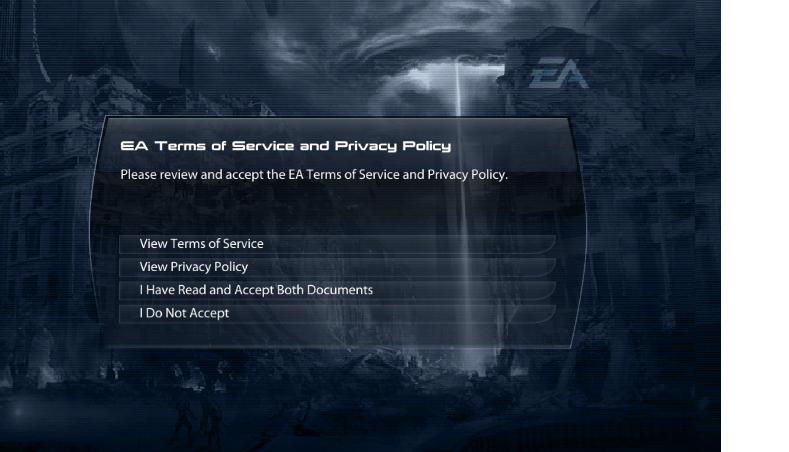 EA
EA Terms of Service and Privacy Policy
Please review and accept the EA Terms of Service and Privacy Policy.
View Terms of Service
View Privacy Policy
I Have Read and Accept Both Documents
I Do Not Accept